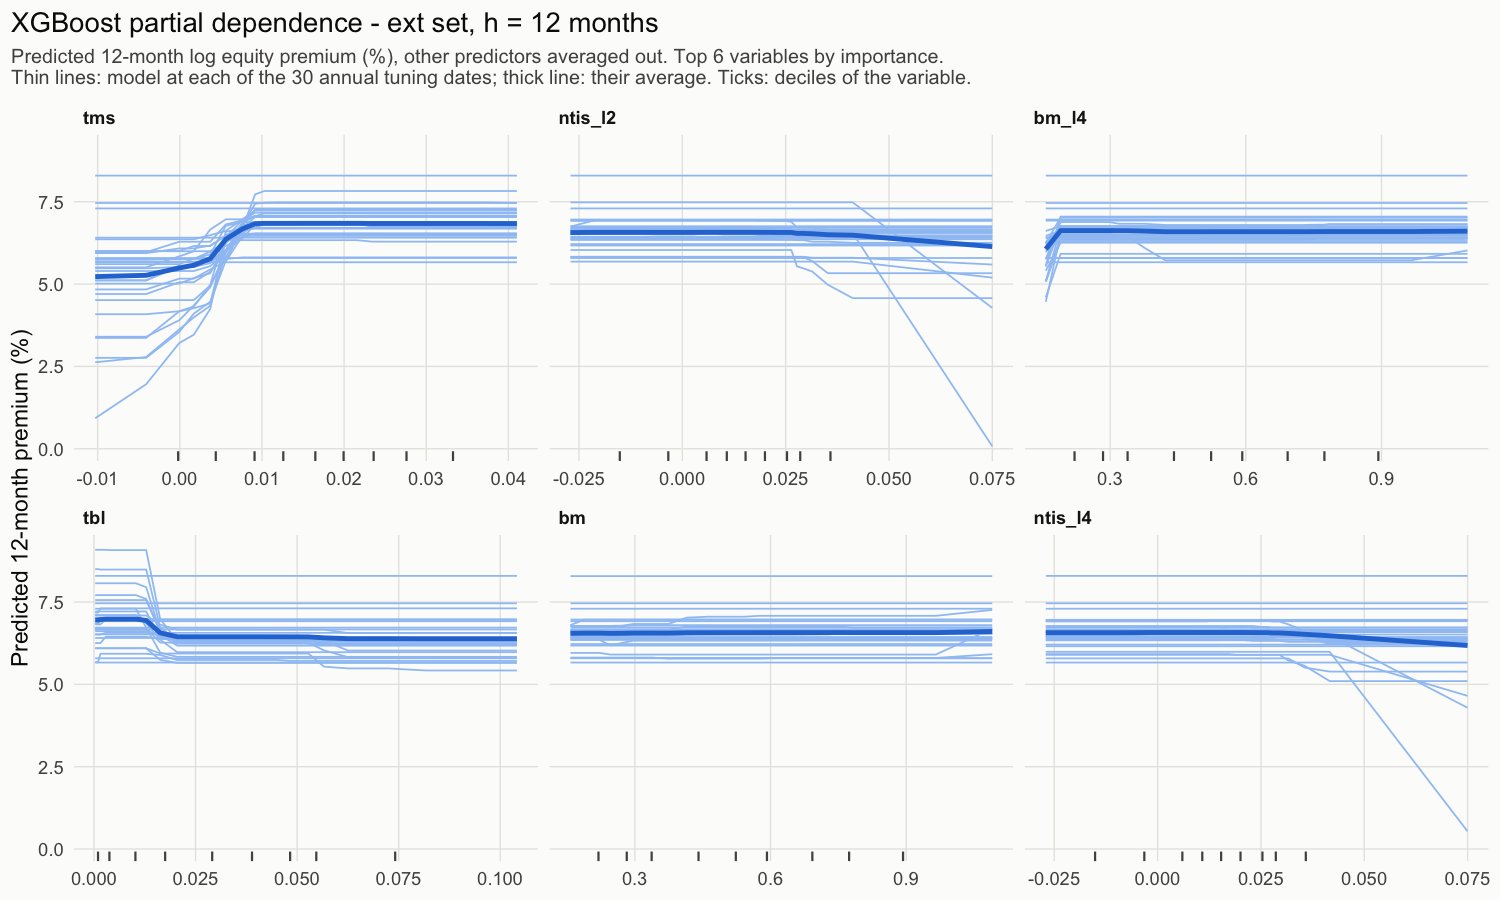 XGBoost partial dependence - ext set, h = 12 months
Predicted 12-month log equity premium (%), other predictors averaged out. Top 6 variables by importance.
Thin lines: model at each of the 30 annual tuning dates; thick line: their average. Ticks: deciles of the variable.
Predicted 12-month premium (%)
tms
ntis_l2
bm_l4
7.5
5.0
2.5
0.0
-0.01 0.00 0.01 0.02 0.03 0.04
-0.025 0.000 0.025 0.050 0.075
0.3 0.6 0.9
tbl
bm
ntis_l4
7.5
5.0
2.5
0.0
0.000 0.025 0.050 0.075 0.100
0.3 0.6 0.9
-0.025 0.000 0.025 0.050 0.075